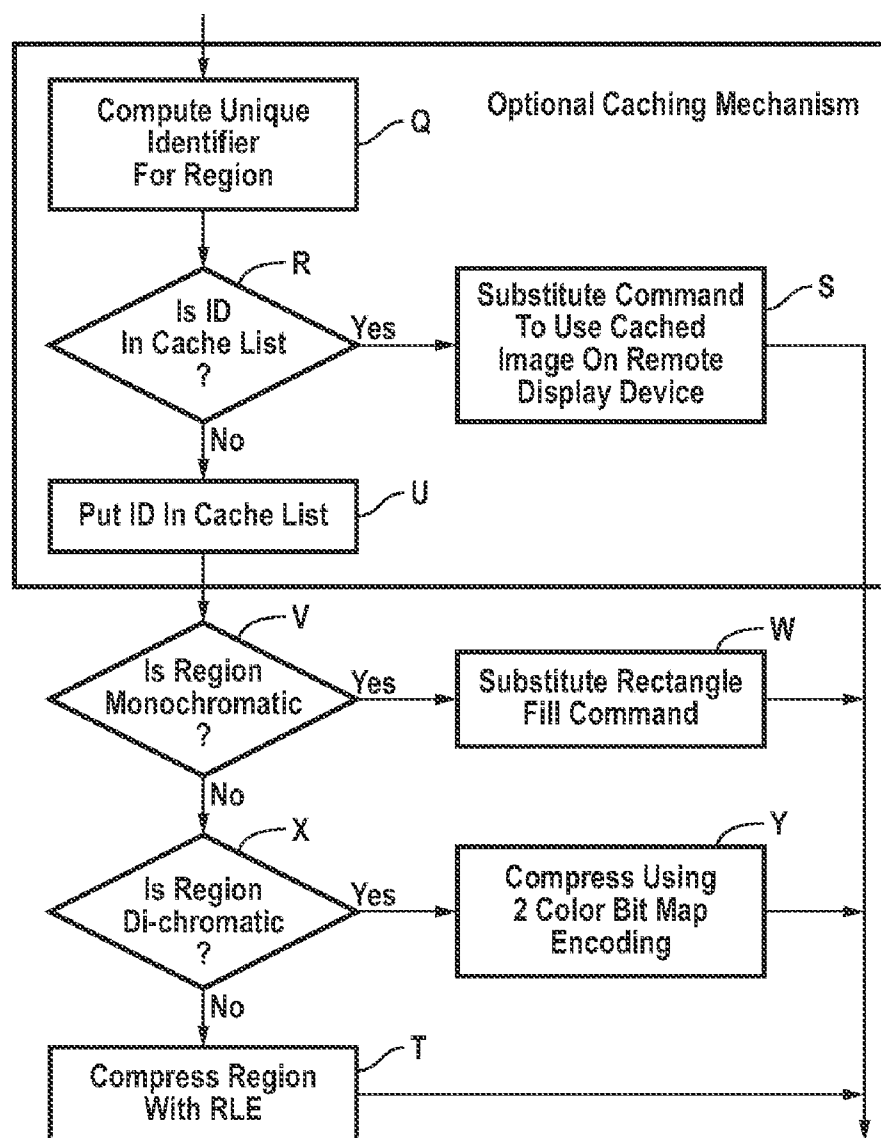 Compute Unique
Identifier
For Region
Q
Optional Caching Mechanism
R
Is ID
In Cache List
?
Yes
Substitute Command
To Use Cached
Image On Remote
Display Device
S
No
Put ID In Cache List
U
V
Is Region
Monochromatic
?
Yes
Substitute Rectangle
Fill Command
W
No
X
Is Region
Di-chromatic
?
Yes
Compress Using
2 Color Bit Map
Encoding
Y
No
Compress Region
With RLE
T